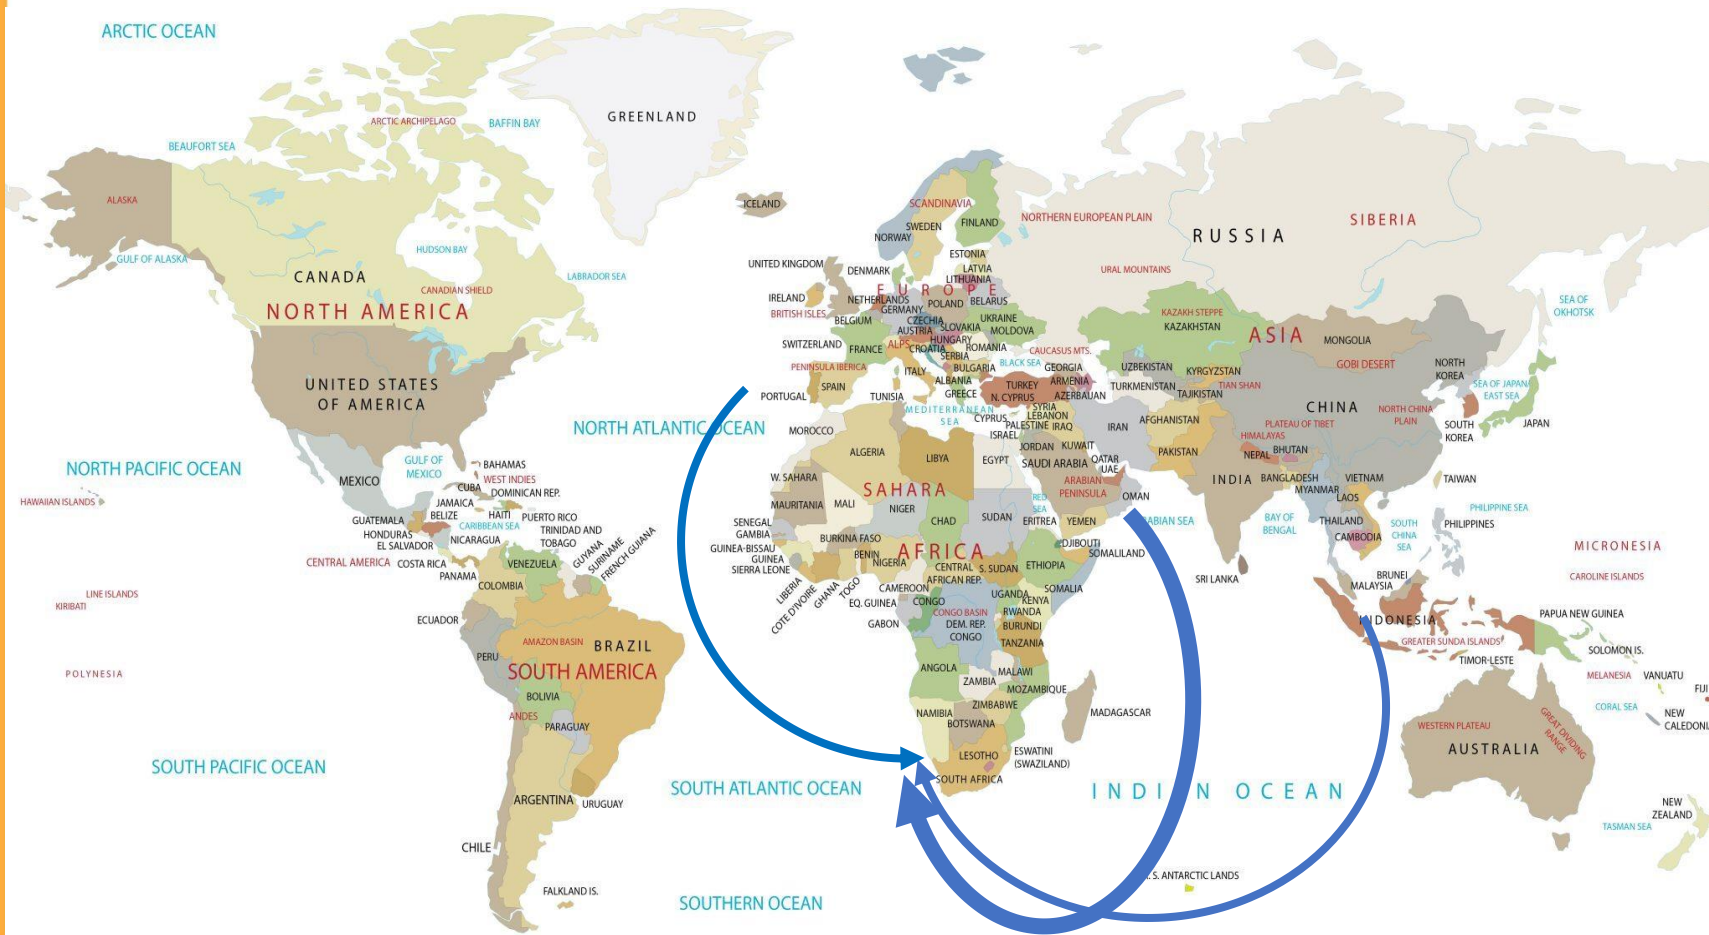 ARCTIC OCEAN
GREENLAND
ARCTIC ARCHIPELAGO
BAFFIN BAY
BEAUFORT SEA
ALASKA
GULF OF ALASKA
HUDSON BAY
LABRADOR SEA
CANADA
CANADIAN SHIELD
NORTH AMERICA
UNITED STATES
OF AMERICA
NORTH ATLANTIC OCEAN
NORTH PACIFIC OCEAN
HAWAIIAN ISLANDS
GULF OF
MEXICO
MEXICO
BAHAMAS
WEST INDIES
CUBA
DOMINICAN REP.
JAMAICA
BELIZE
HAITI
PUERTO RICO
GUATEMALA
CARIBBEAN SEA
TRINIDAD AND
TOBAGO
HONDURAS
EL SALVADOR
NICARAGUA
CENTRAL AMERICA
COSTA RICA
PANAMA
VENEZUELA
GUYANA
SURINAME
FRENCH GUIANA
COLOMBIA
LINE ISLANDS
KIRIBATI
ECUADOR
AMAZON BASIN
BRAZIL
PERU
SOUTH AMERICA
POLYNESIA
BOLIVIA
ANDES
PARAGUAY
SOUTH PACIFIC OCEAN
SOUTH ATLANTIC OCEAN
ARGENTINA
URUGUAY
CHILE
FALKLAND IS.
SOUTHERN OCEAN
ICELAND
SCANDINAVIA
SWEDEN
FINLAND
NORWAY
NORTHERN EUROPEAN PLAIN
RUSSIA
SIBERIA
ESTONIA
LATVIA
LITHUANIA
UNITED KINGDOM
DENMARK
URAL MOUNTAINS
EUROPE
IRELAND
NETHERLANDS
GERMANY
POLAND
BELARUS
BRITISH ISLES
BELGIUM
CZECHIA
UKRAINE
AUSTRIA
SLOVAKIA
MOLDOVA
HUNGARY
SWITZERLAND
FRANCE
ALPS
CROATIA
ROMANIA
SERBIA
CAUCASUS MTS.
PENINSULA IBERICA
ITALY
BULGARIA
BLACK SEA
GEORGIA
SPAIN
ALBANIA
TURKEY
ARMENIA
PORTUGAL
TUNISIA
GREECE
N. CYPRUS
AZERBAIJAN
MEDITERRANEAN
SEA
CYPRUS
SYRIA
LEBANON
PALESTINE
IRAQ
ISRAEL
KAZAKH STEPPE
KAZAKHSTAN
ASIA
MONGOLIA
GOBI DESERT
SEA OF
OKHOTSK
UZBEKISTAN
KYRGYZSTAN
TURKMENISTAN
TIAN SHAN
TAJIKISTAN
NORTH
KOREA
SEA OF JAPAN/
EAST SEA
CHINA
NORTH CHINA
PLAIN
AFGHANISTAN
PLATEAU OF TIBET
SOUTH
KOREA
JAPAN
IRAN
HIMALAYAS
BHUTAN
NEPAL
PAKISTAN
MOROCCO
ALGERIA
LIBYA
EGYPT
JORDAN
KUWAIT
SAUDI ARABIA
QATAR
UAE
ARABIAN
PENINSULA
OMAN
INDIA
BANGLADESH
MYANMAR
VIETNAM
LAOS
TAIWAN
W. SAHARA
SAHARA
MAURITANIA
MALI
NIGER
RED
SEA
SENEGAL
CHAD
SUDAN
ERITREA
YEMEN
ABIAN SEA
BAY OF
BENGAL
THAILAND
SOUTH
CHINA
SEA
PHILIPPINES
PHILIPPINE SEA
GAMBIA
BURKINA FASO
CAMBODIA
GUINEA-BISSAU
GUINEA
BENIN
AFRICA
DJIBOUTI
SOMALILAND
SIERRA LEONE
NIGERIA
CENTRAL
AFRICAN REP.
S. SUDAN
ETHIOPIA
SRI LANKA
MICRONESIA
LIBERIA
COTE D'IVOIRE
GHANA
TOGO
CAMEROON
SOMALIA
BRUNEI
MALAYSIA
CAROLINE ISLANDS
EQ. GUINEA
CONGO
UGANDA
KENYA
CONGO BASIN
RWANDA
GABON
DEM. REP.
CONGO
BURUNDI
TANZANIA
INDONESIA
PAPUA NEW GUINEA
GREATER SUNDA ISLANDS
SOLOMON IS.
TIMOR-LESTE
ANGOLA
MALAWI
ZAMBIA
MOZAMBIQUE
MELANESIA
VANUATU
FIJI
NAMIBIA
ZIMBABWE
BOTSWANA
MADAGASCAR
CORAL SEA
NEW
CALEDONI
WESTERN PLATEAU
GREAT DIVIDING
RANGE
AUSTRALIA
LESOTHO
ESWATINI
(SWAZILAND)
SOUTH AFRICA
INDIAN OCEAN
NEW
ZEALAND
TASMAN SEA
S. ANTARCTIC LANDS